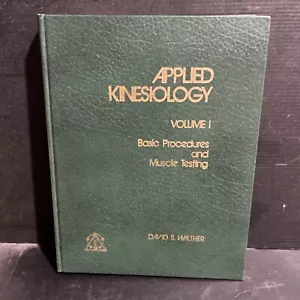 APPLIED
KINESIOLOGY
VOLUME I
Basic Procedures
and
Muscle Testing
DAVID S. WALTHER